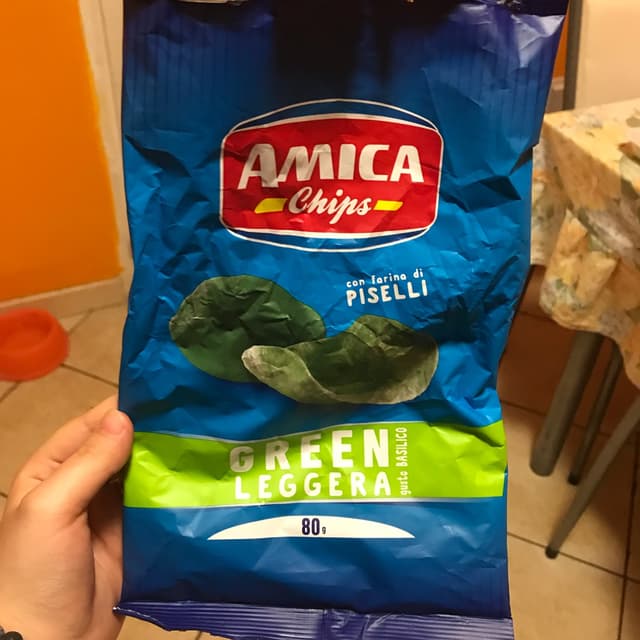 AMICA
Chips
con farina di
PISELLI
GREEN
LEGGERA
gusto BASILICO
80g